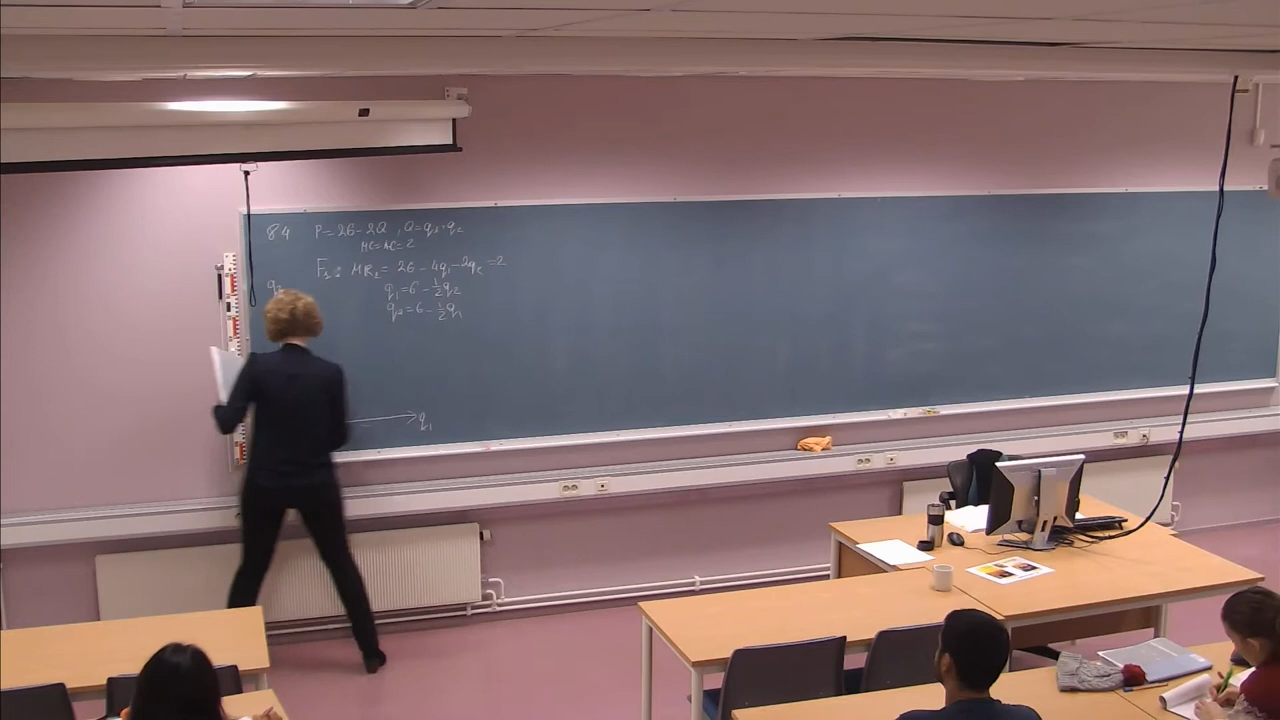 84 P = 26 - 2Q , Q = q₁ + q₂
MC = AC = 2
F₁ : MR₁ = 26 - 4q₁ - 2q₂ = 2
q₁ = 6 - ½q₂
q₂ = 6 - ½q₁
q₂
q₁